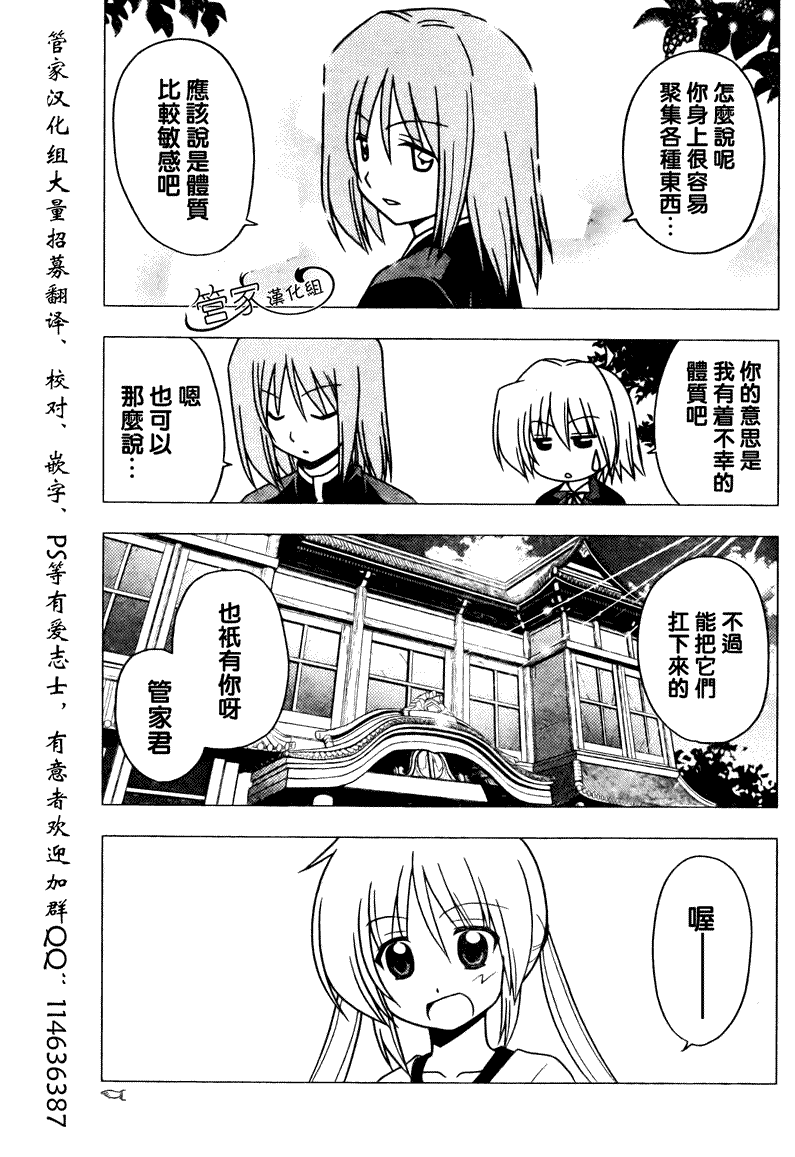 怎麼說呢
你身上很容易
聚集各種東西…
應該說是體質
比較敏感吧
管家漢化組
你的意思是
我有着不幸的
體質吧
嗯
也可以
那麼說…
不過
能把它們
扛下來的
也祇有你呀
管家君
喔——
管家汉化组大量招募翻译、校对、嵌字、PS等有爱志士，有意者欢迎加群QQ：114636387